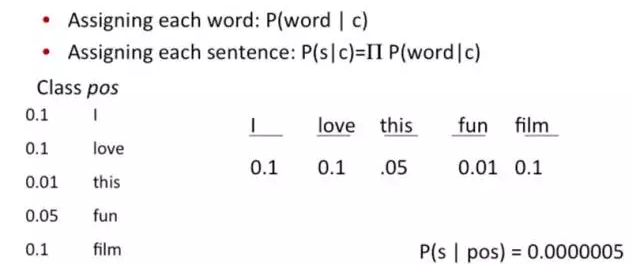 • Assigning each word: P(word | c)
• Assigning each sentence: P(s|c)=Π P(word|c)
Class pos
0.1 I
0.1 love
0.01 this
0.05 fun
0.1 film
I love this fun film
0.1 0.1 .05 0.01 0.1
P(s | pos) = 0.0000005